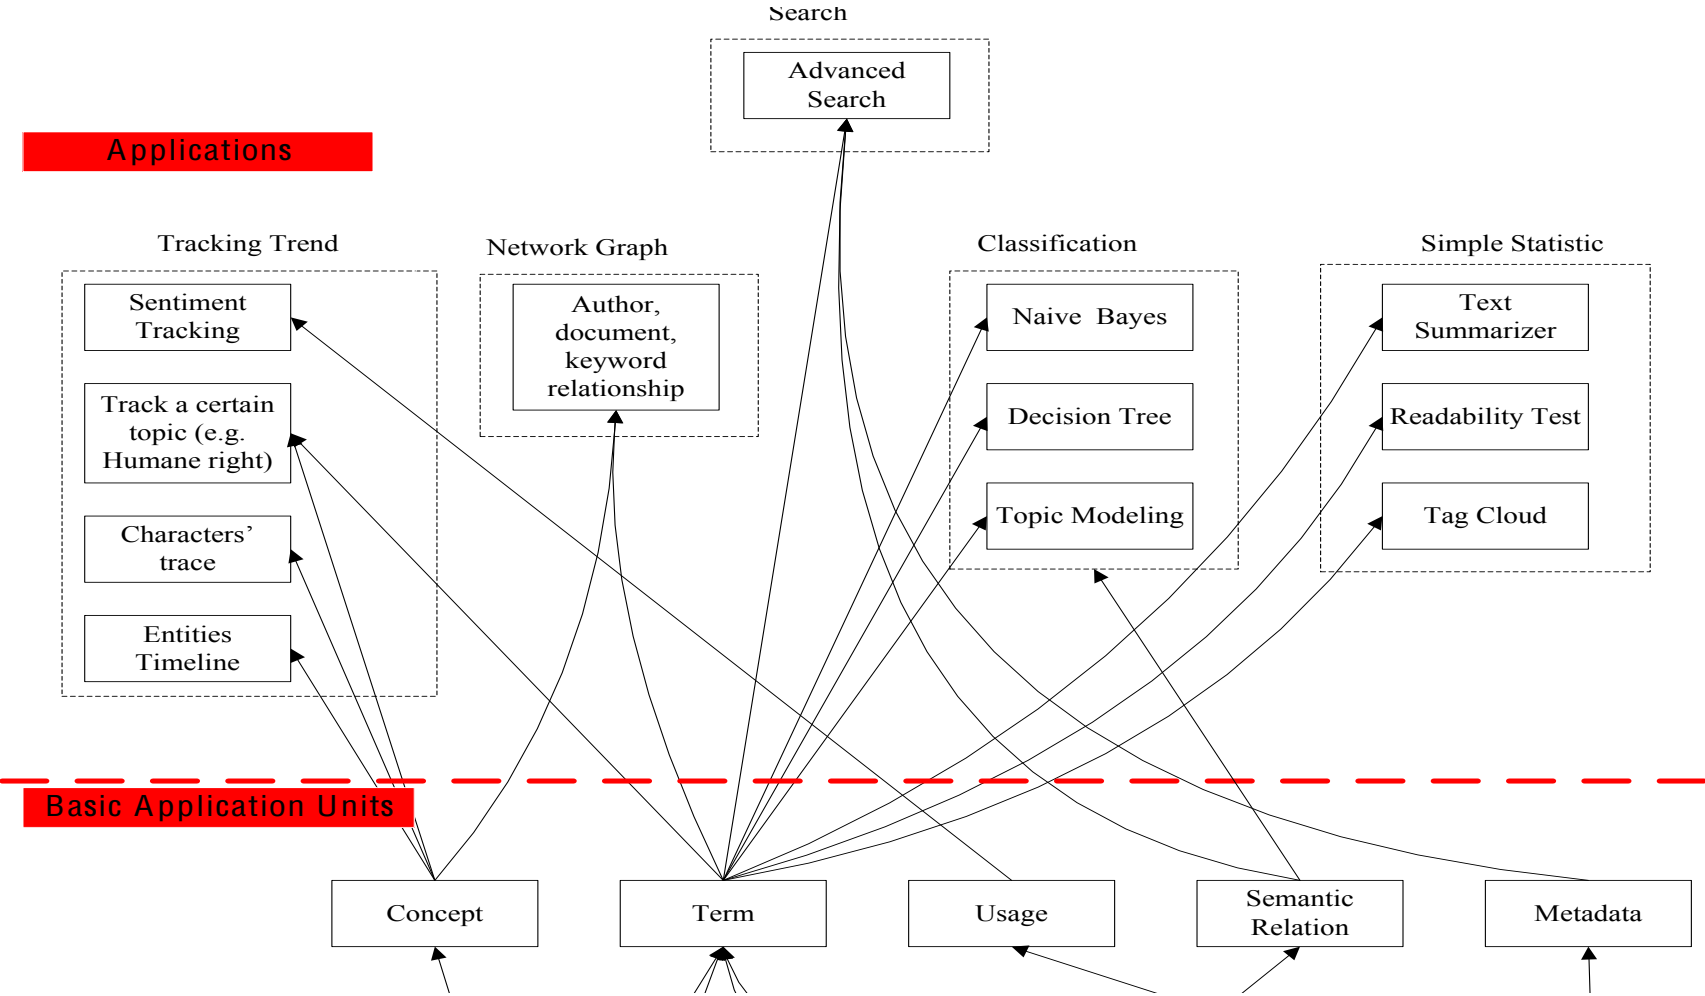 Search
Advanced
Search
Applications
Tracking Trend
Network Graph
Classification
Simple Statistic
Sentiment
Tracking
Track a certain
topic (e.g.
Humane right)
Characters’
trace
Entities
Timeline
Author,
document,
keyword
relationship
Naive  Bayes
Decision Tree
Topic Modeling
Text
Summarizer
Readability Test
Tag Cloud
Basic Application Units
Concept
Term
Usage
Semantic
Relation
Metadata